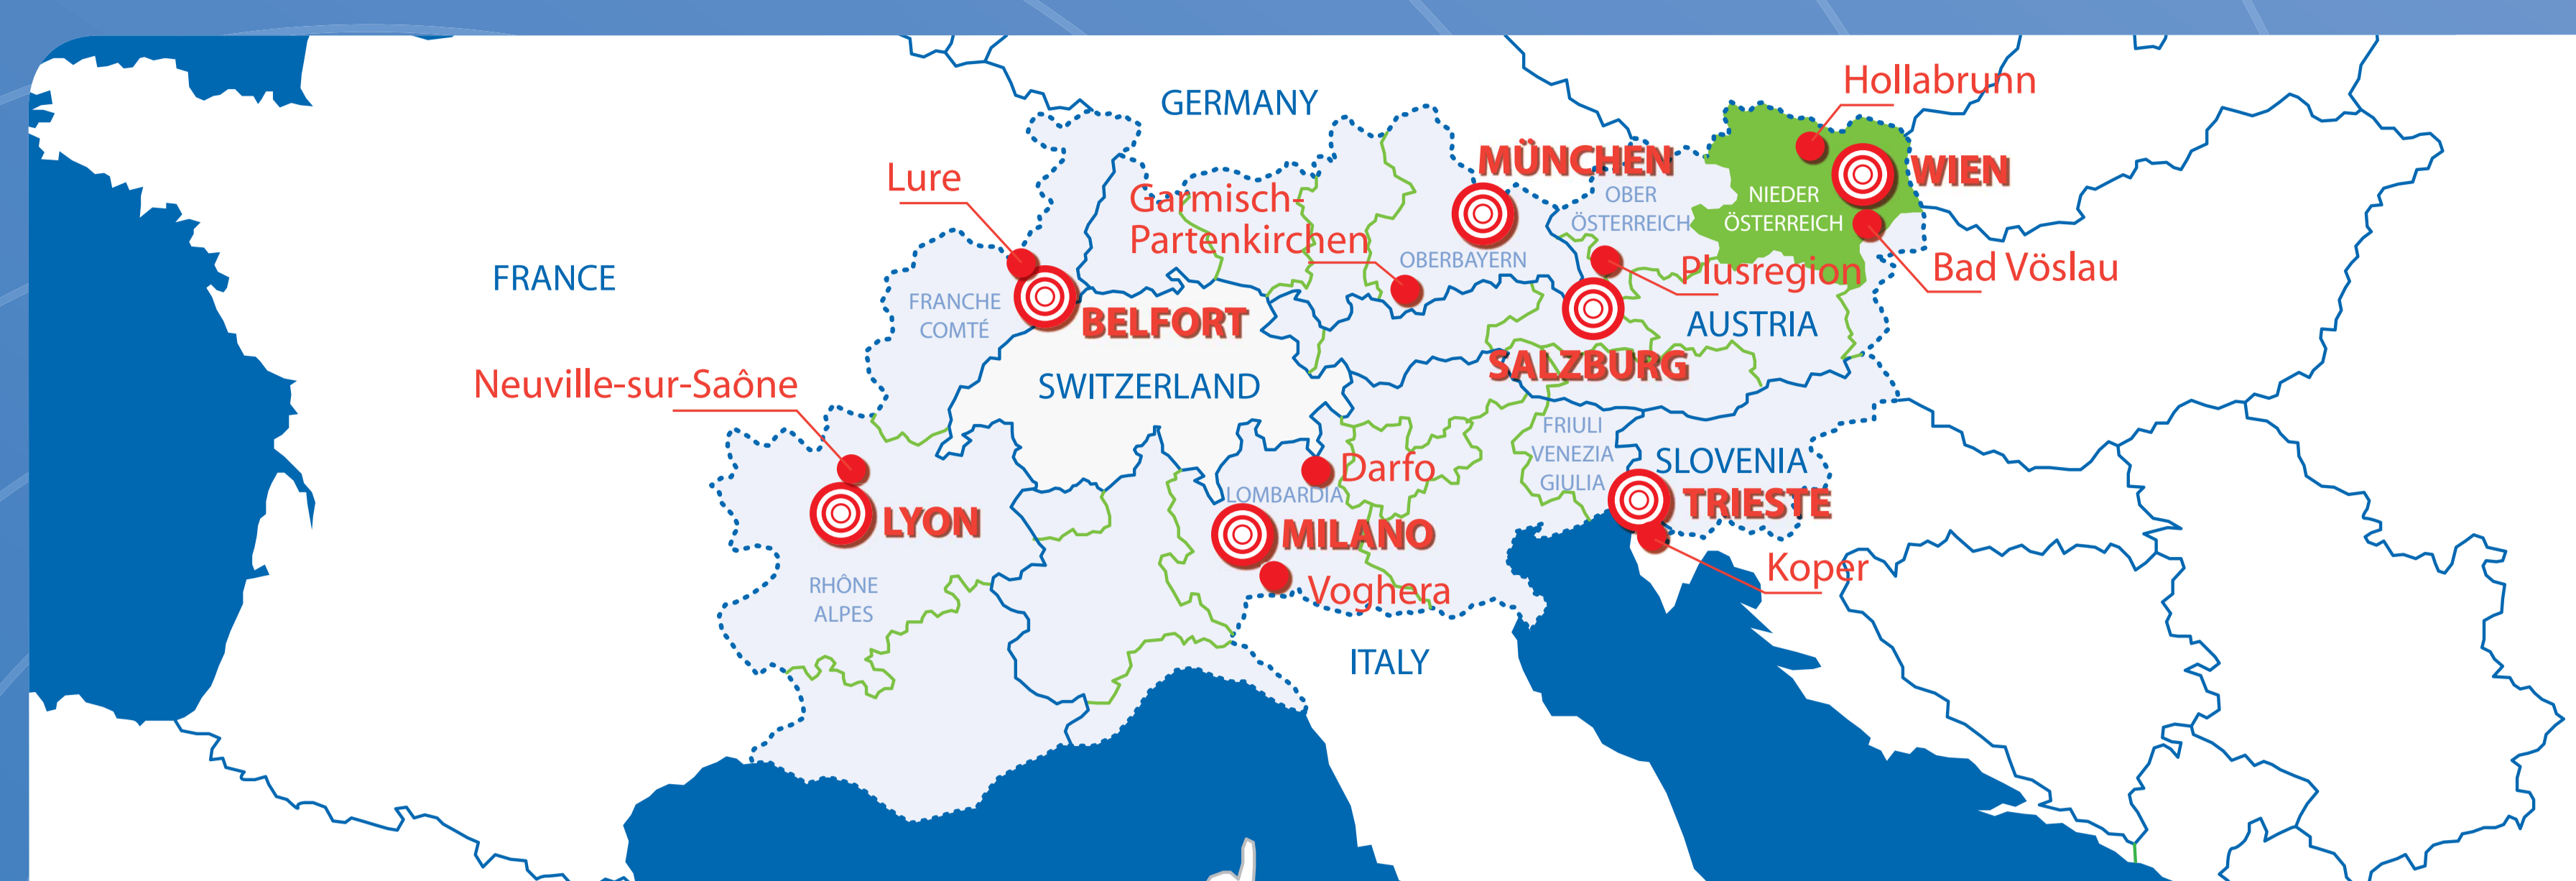 Hollabrunn
GERMANY
MÜNCHEN
WIEN
Lure
Garmisch-
Partenkirchen
OBER
ÖSTERREICH
NIEDER
ÖSTERREICH
OBERBAYERN
Plusregion
Bad Vöslau
FRANCE
FRANCHE
COMTÉ
BELFORT
AUSTRIA
SALZBURG
Neuville-sur-Saône
SWITZERLAND
FRIULI
VENEZIA
GIULIA
SLOVENIA
Darfo
LOMBARDIA
TRIESTE
LYON
MILANO
Koper
Voghera
RHÔNE
ALPES
ITALY